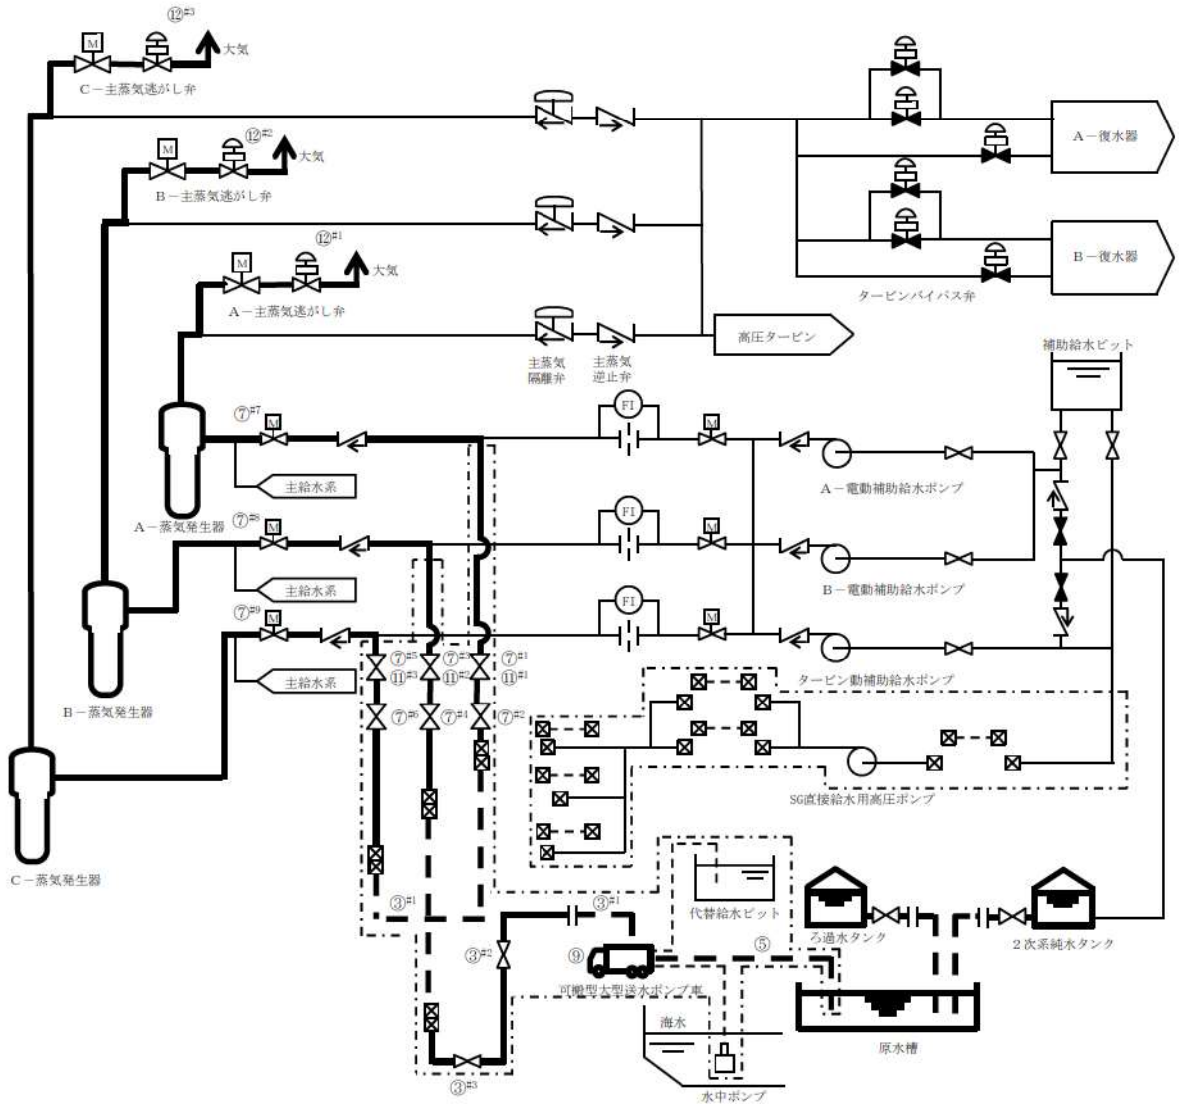 ⑫#3
M
大気
C－主蒸気逃がし弁
⑫#2
M
大気
B－主蒸気逃がし弁
⑫#1
M
大気
A－主蒸気逃がし弁
A－復水器
B－復水器
タービンバイパス弁
高圧タービン
主蒸気
隔離弁
主蒸気
逆止弁
補助給水ピット
⑦#7
M
FI
M
主給水系
A－電動補助給水ポンプ
A－蒸気発生器
⑦#8
M
FI
M
主給水系
B－電動補助給水ポンプ
⑦#9
M
FI
M
主給水系
タービン動補助給水ポンプ
B－蒸気発生器
⑦#5
⑪#3
⑦#3
⑪#2
⑦#1
⑪#1
⑦#6
⑦#4
⑦#2
SG直接給水用高圧ポンプ
C－蒸気発生器
代替給水ピット
ろ過水タンク
2次系純水タンク
③#1
③#1
③#2
⑨
⑤
可搬型大型送水ポンプ車
海水
原水槽
③#3
水中ポンプ